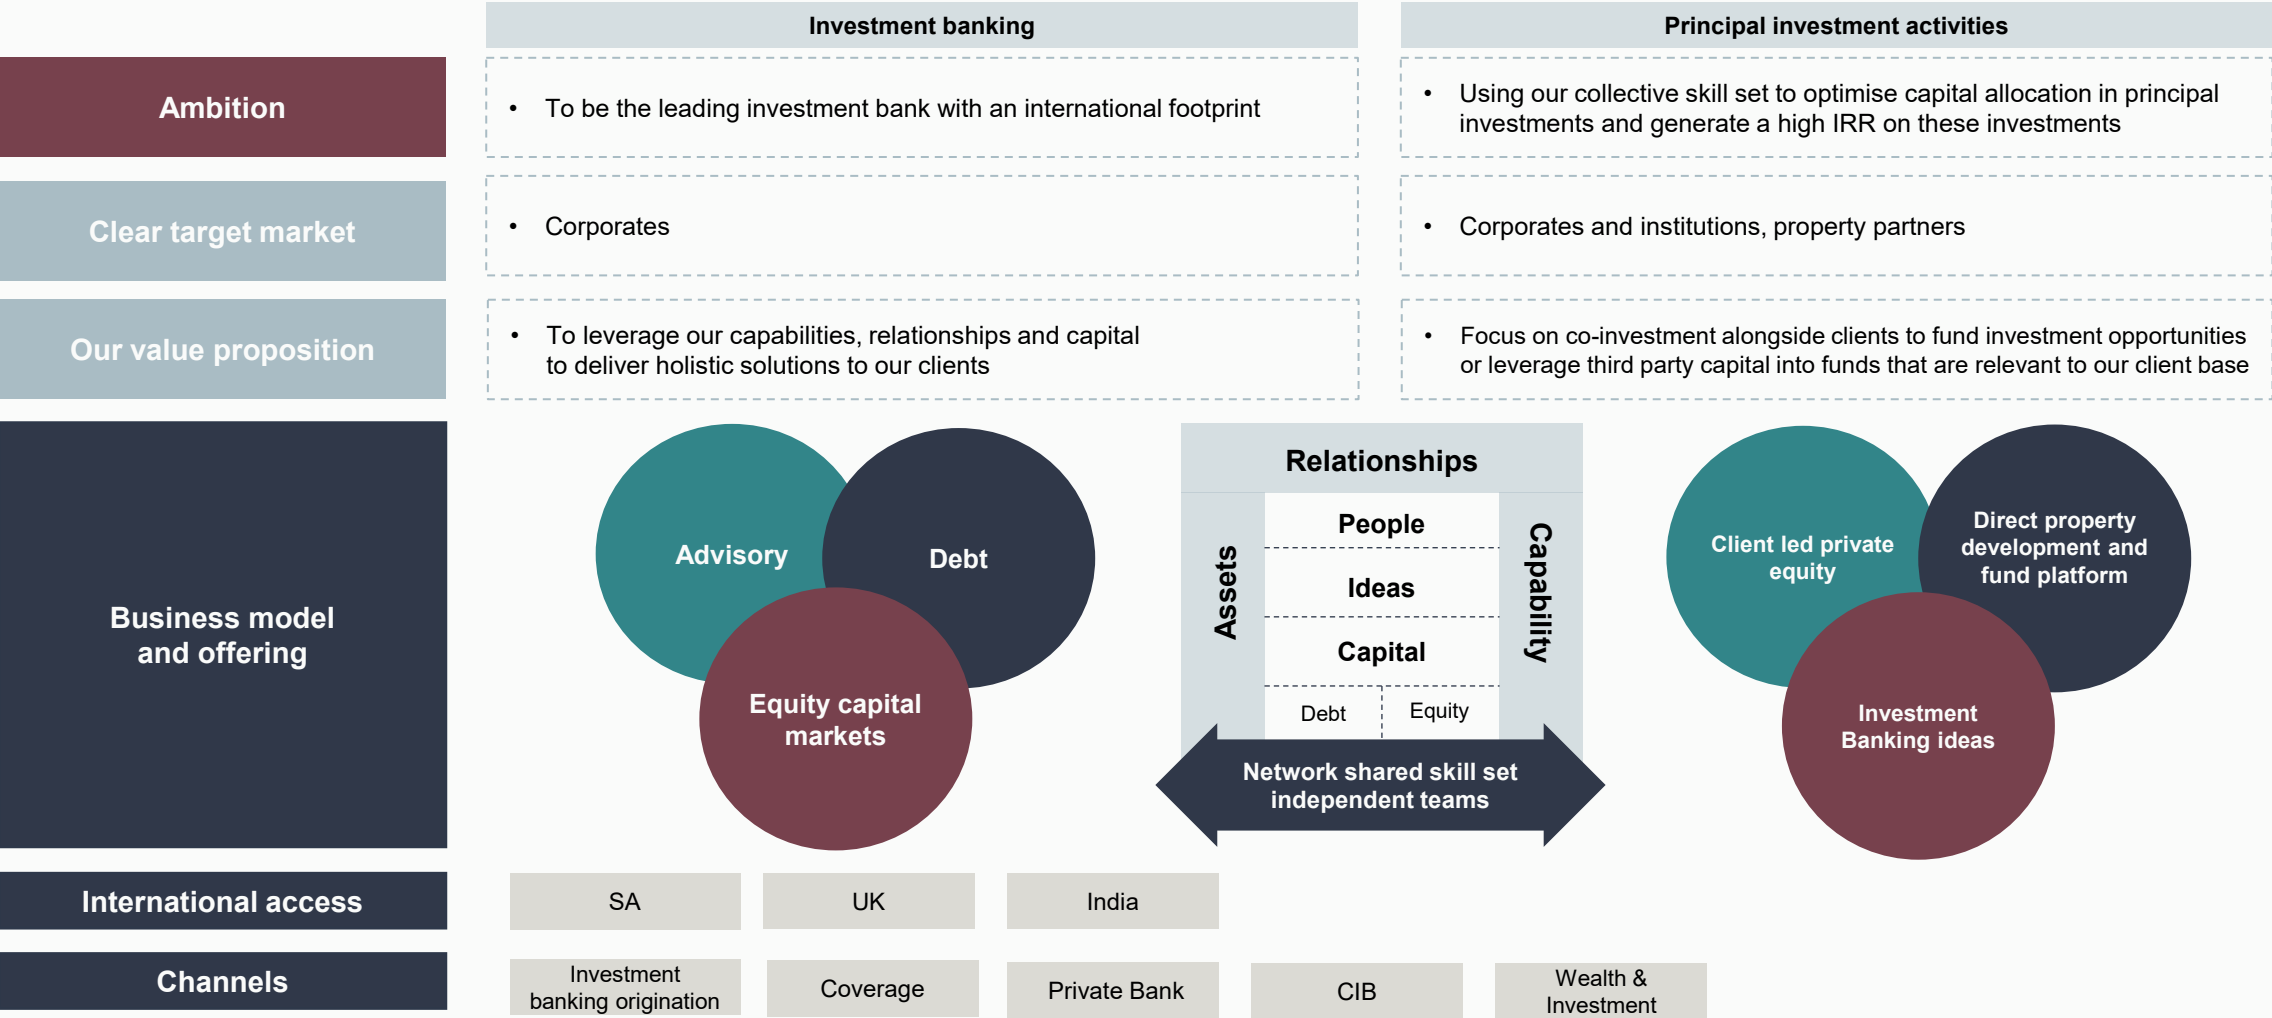 Investment banking
Principal investment activities
Ambition
• To be the leading investment bank with an international footprint
• Using our collective skill set to optimise capital allocation in principal
investments and generate a high IRR on these investments
Clear target market
• Corporates
• Corporates and institutions, property partners
Our value proposition
• To leverage our capabilities, relationships and capital
to deliver holistic solutions to our clients
• Focus on co-investment alongside clients to fund investment opportunities
or leverage third party capital into funds that are relevant to our client base
Business model
and offering
Advisory
Debt
Equity capital
markets
Relationships
Assets
People
Ideas
Capital
Debt
Equity
Capability
Network shared skill set
independent teams
Client led private
equity
Direct property
development and
fund platform
Investment
Banking ideas
International access
SA
UK
India
Channels
Investment
banking origination
Coverage
Private Bank
CIB
Wealth &
Investment